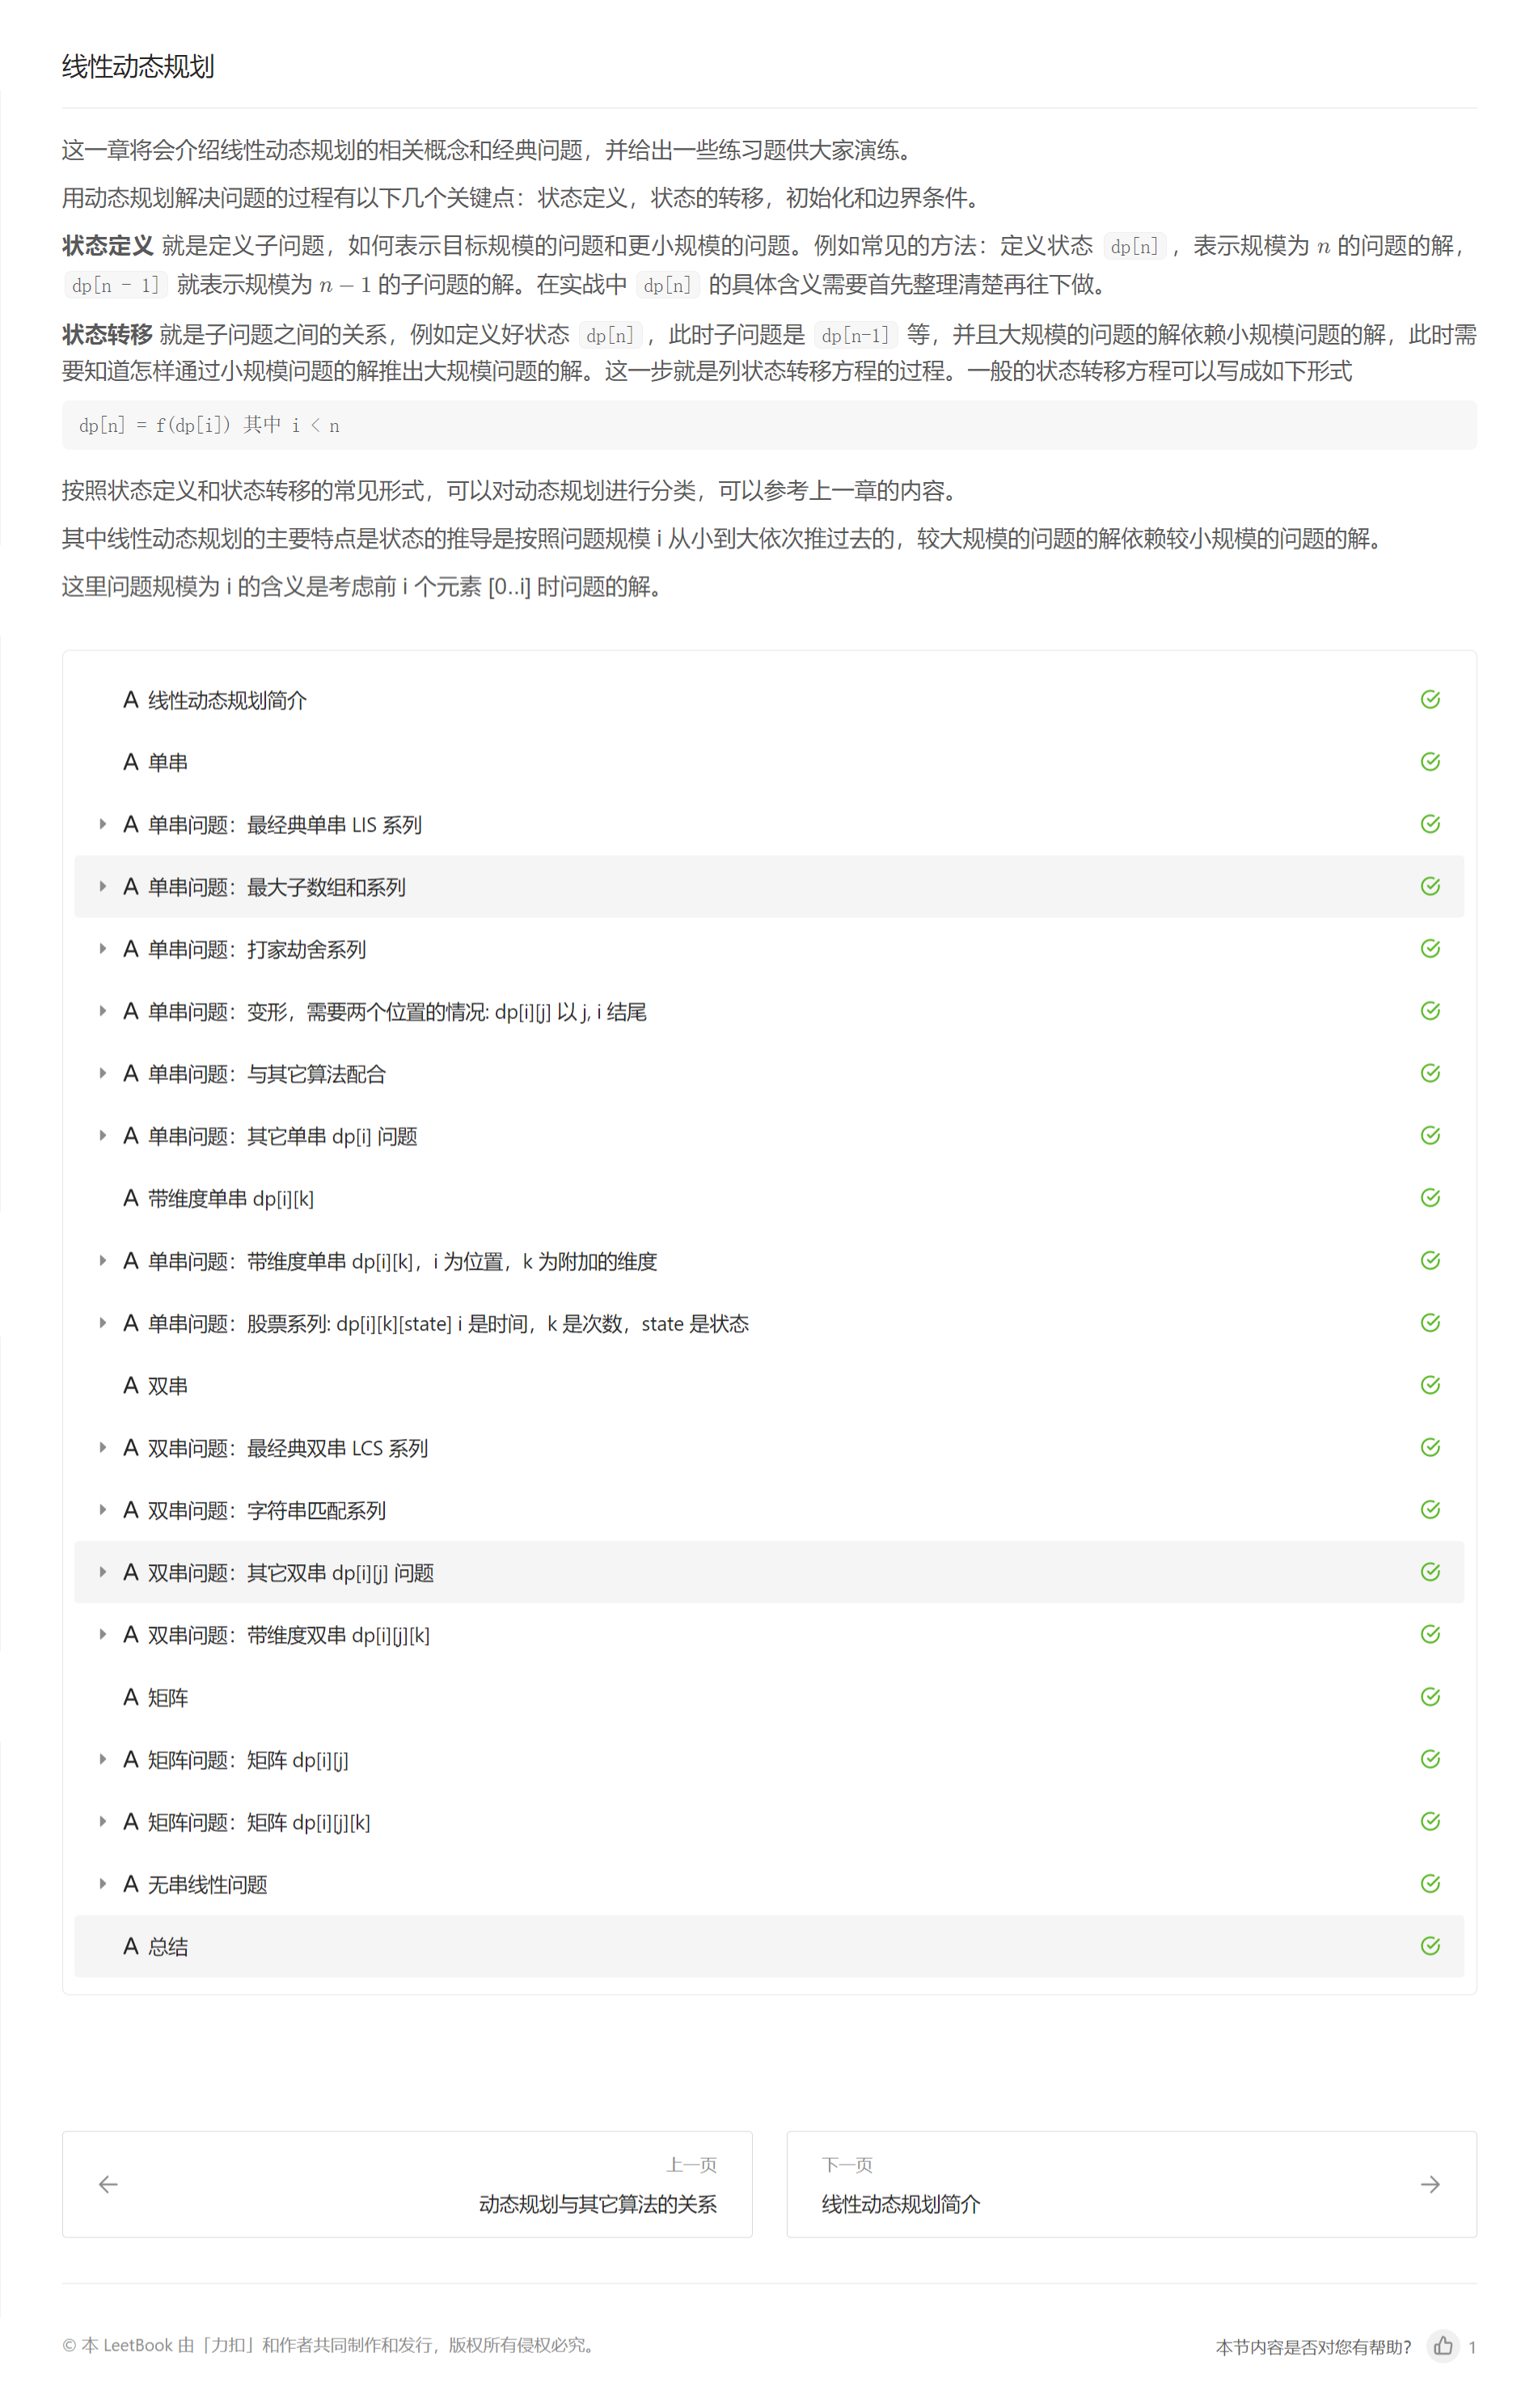 线性动态规划
这一章将会介绍线性动态规划的相关概念和经典问题，并给出一些练习题供大家演练。
用动态规划解决问题的过程有以下几个关键点：状态定义，状态的转移，初始化和边界条件。
状态定义 就是定义子问题，如何表示目标规模的问题和更小规模的问题。例如常见的方法：定义状态 dp[n]，表示规模为 n 的问题的解，
dp[n - 1] 就表示规模为 n − 1 的子问题的解。在实战中 dp[n] 的具体含义需要首先整理清楚再往下做。
状态转移 就是子问题之间的关系，例如定义好状态 dp[n]，此时子问题是 dp[n-1] 等，并且大规模的问题的解依赖小规模问题的解，此时需
要知道怎样通过小规模问题的解推出大规模问题的解。这一步就是列状态转移方程的过程。一般的状态转移方程可以写成如下形式
dp[n] = f(dp[i]) 其中 i < n
按照状态定义和状态转移的常见形式，可以对动态规划进行分类，可以参考上一章的内容。
其中线性动态规划的主要特点是状态的推导是按照问题规模 i 从小到大依次推过去的，较大规模的问题的解依赖较小规模的问题的解。
这里问题规模为 i 的含义是考虑前 i 个元素 [0..i] 时问题的解。
A 线性动态规划简介
A 单串
A 单串问题：最经典单串 LIS 系列
A 单串问题：最大子数组和系列
A 单串问题：打家劫舍系列
A 单串问题：变形，需要两个位置的情况: dp[i][j] 以 j, i 结尾
A 单串问题：与其它算法配合
A 单串问题：其它单串 dp[i] 问题
A 带维度单串 dp[i][k]
A 单串问题：带维度单串 dp[i][k]，i 为位置，k 为附加的维度
A 单串问题：股票系列: dp[i][k][state] i 是时间，k 是次数，state 是状态
A 双串
A 双串问题：最经典双串 LCS 系列
A 双串问题：字符串匹配系列
A 双串问题：其它双串 dp[i][j] 问题
A 双串问题：带维度双串 dp[i][j][k]
A 矩阵
A 矩阵问题：矩阵 dp[i][j]
A 矩阵问题：矩阵 dp[i][j][k]
A 无串线性问题
A 总结
上一页
动态规划与其它算法的关系
下一页
线性动态规划简介
© 本 LeetBook 由「力扣」和作者共同制作和发行，版权所有侵权必究。
本节内容是否对您有帮助？ 1